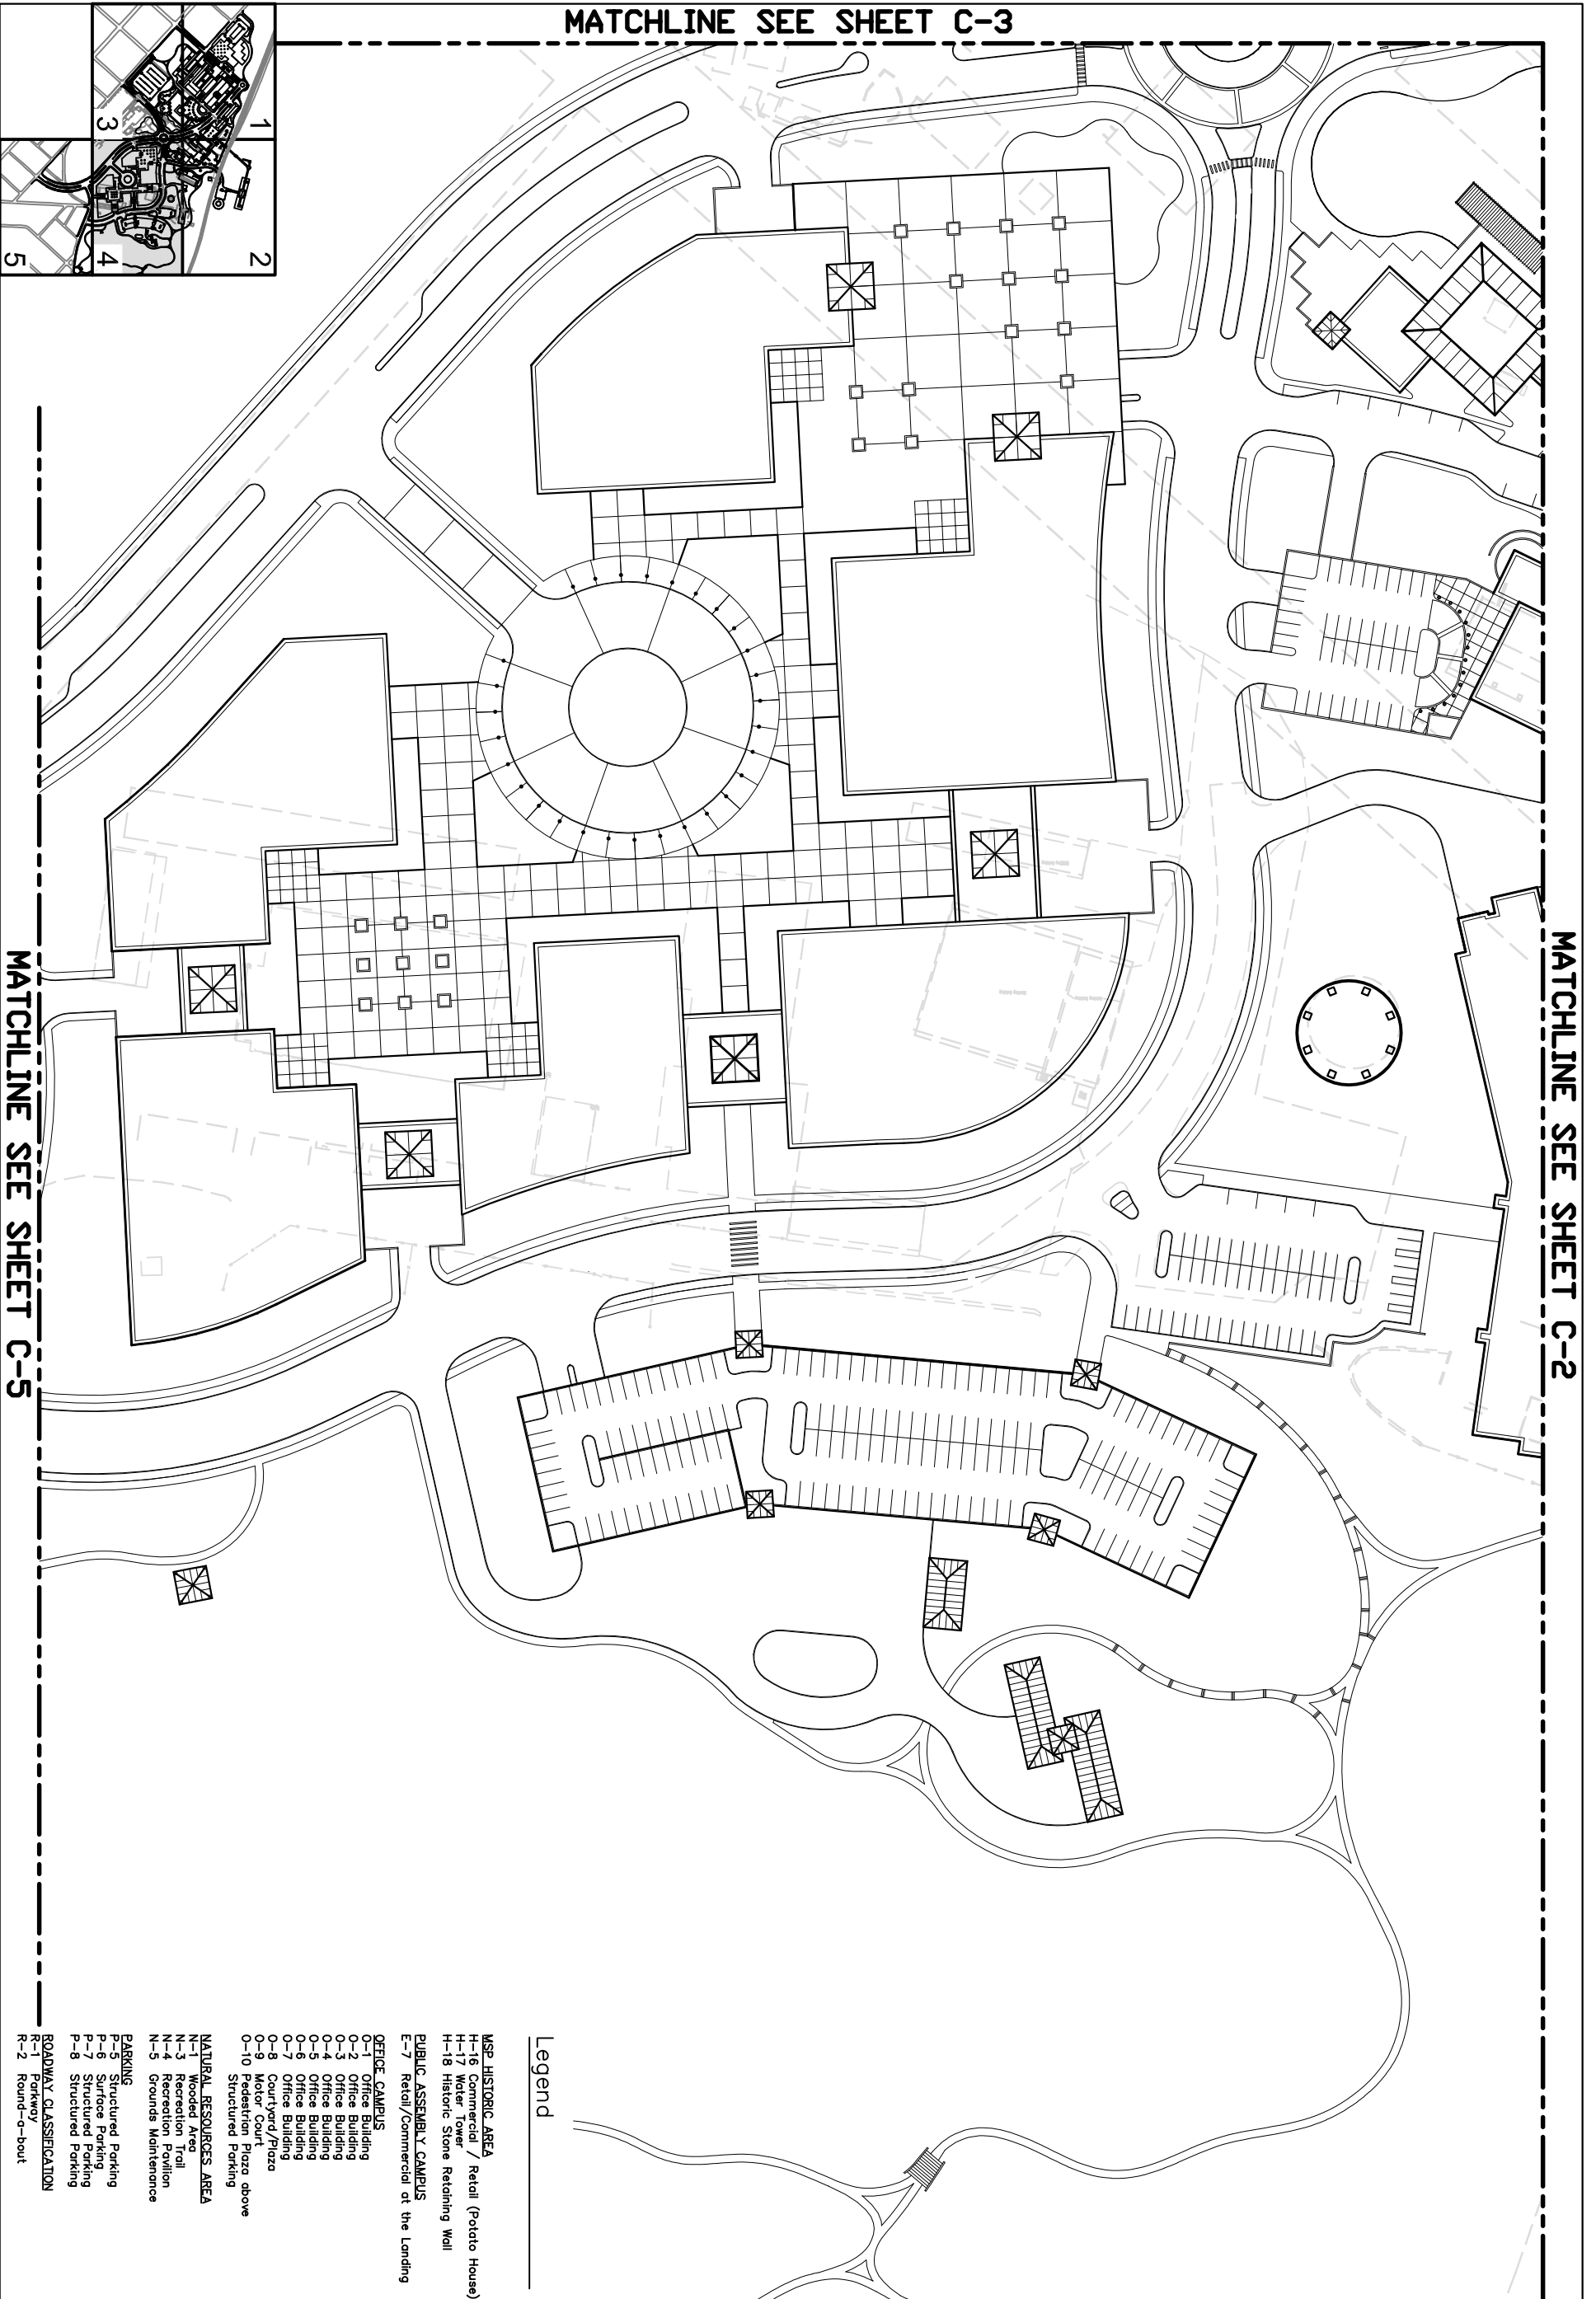 MATCHLINE SEE SHEET C-3
MATCHLINE SEE SHEET C-2
MATCHLINE SEE SHEET C-5
1
2
3
4
5
Legend
MSP HISTORIC AREA
H-16 Commercial / Retail (Potato House)
H-17 Water Tower
H-18 Historic Stone Retaining Wall
PUBLIC ASSEMBLY CAMPUS
E-7 Retail/Commercial at the Landing
OFFICE CAMPUS
O-1 Office Building
O-2 Office Building
O-3 Office Building
O-4 Office Building
O-5 Office Building
O-6 Office Building
O-7 Office Building
O-8 Courtyard/Plaza
O-9 Motor Court
O-10 Pedestrian Plaza above
Structured Parking
NATURAL RESOURCES AREA
N-1 Wooded Area
N-3 Recreation Trail
N-4 Recreation Pavilion
N-5 Grounds Maintenance
PARKING
P-5 Structured Parking
P-6 Surface Parking
P-7 Structured Parking
P-8 Structured Parking
ROADWAY CLASSIFICATION
R-1 Parkway
R-2 Round-a-bout